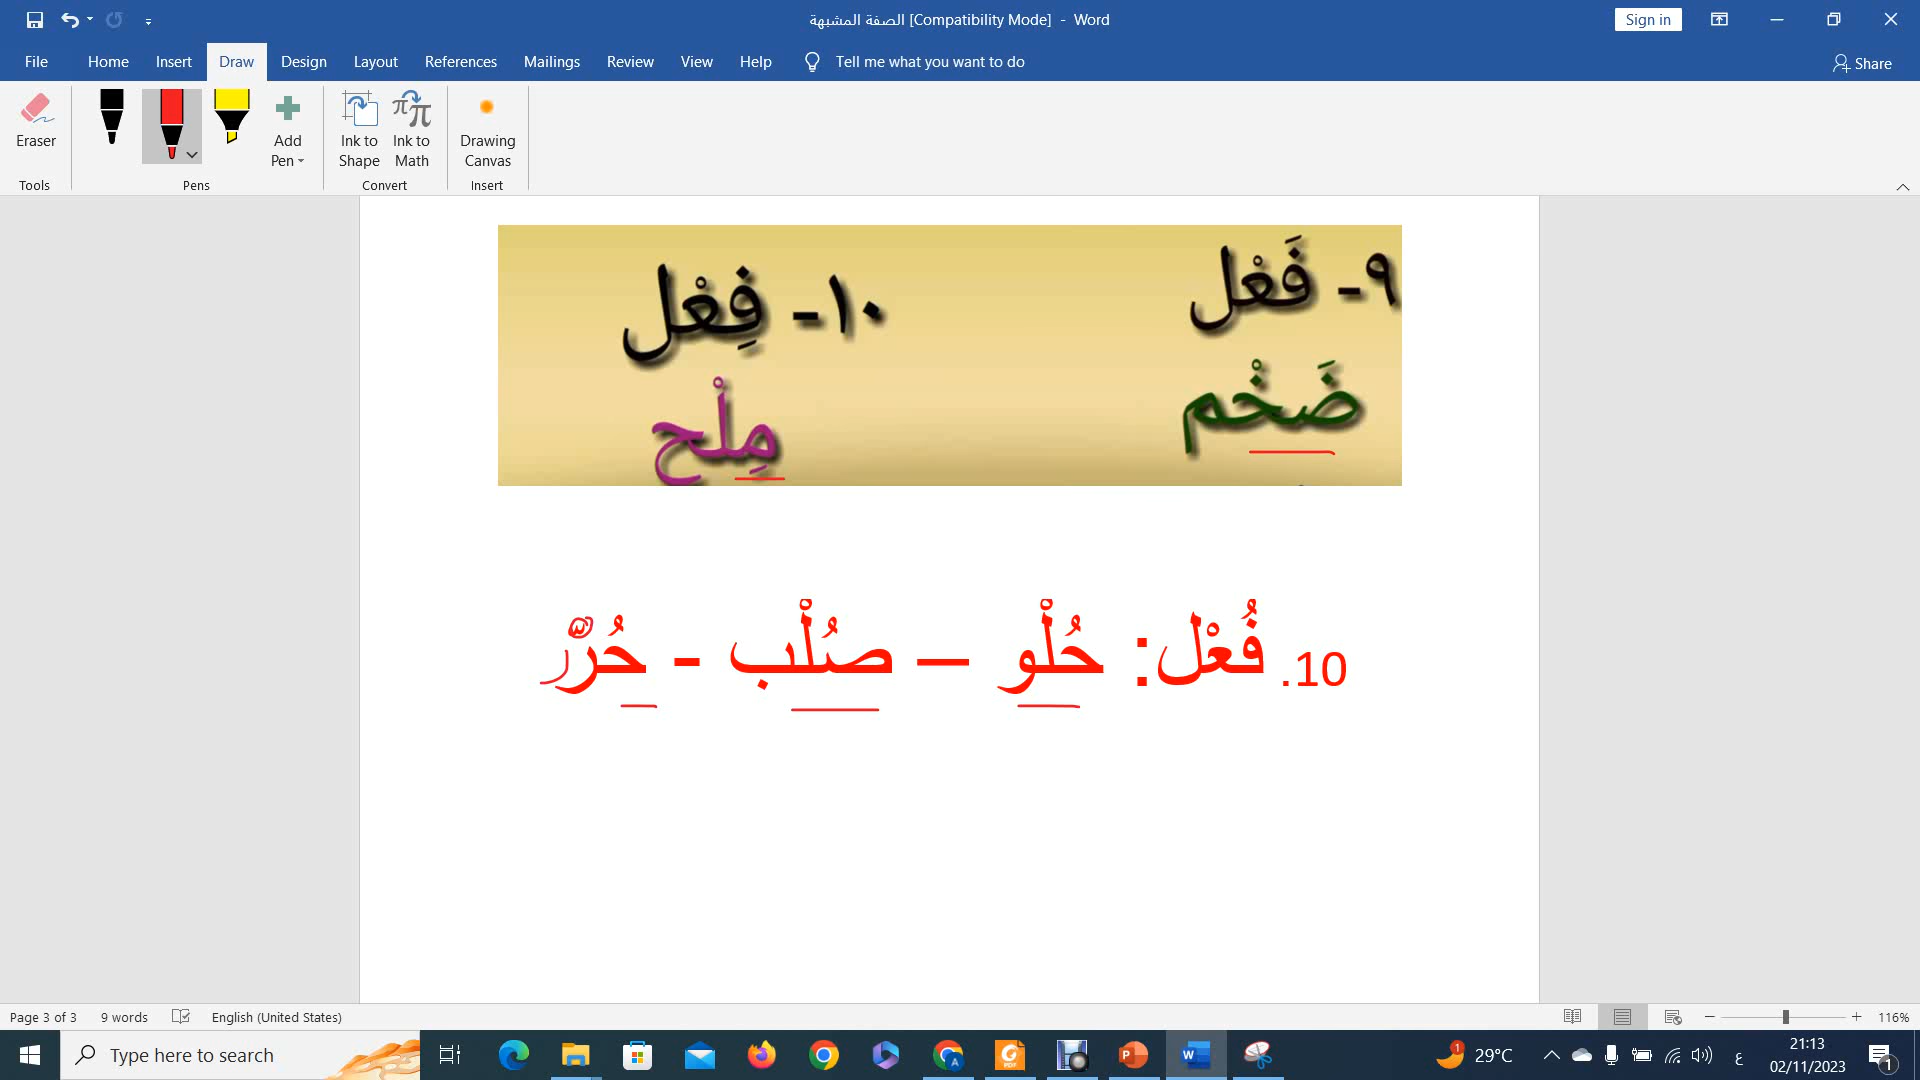 الصفة المشبهة [Compatibility Mode] - Word
Sign in
File Home Insert Draw Design Layout References Mailings Review View Help Tell me what you want to do Share
Eraser
Add Pen
Ink to Shape
Ink to Math
Drawing Canvas
Tools Pens Convert Insert
٩- فَعْل
١٠- فِعْل
ضَخْم
مِلْح
10. فُعْل: حُلْو – صُلْب - حُرّ
Page 3 of 3 9 words English (United States) 116%
Type here to search
29°C
ع
21:13
02/11/2023